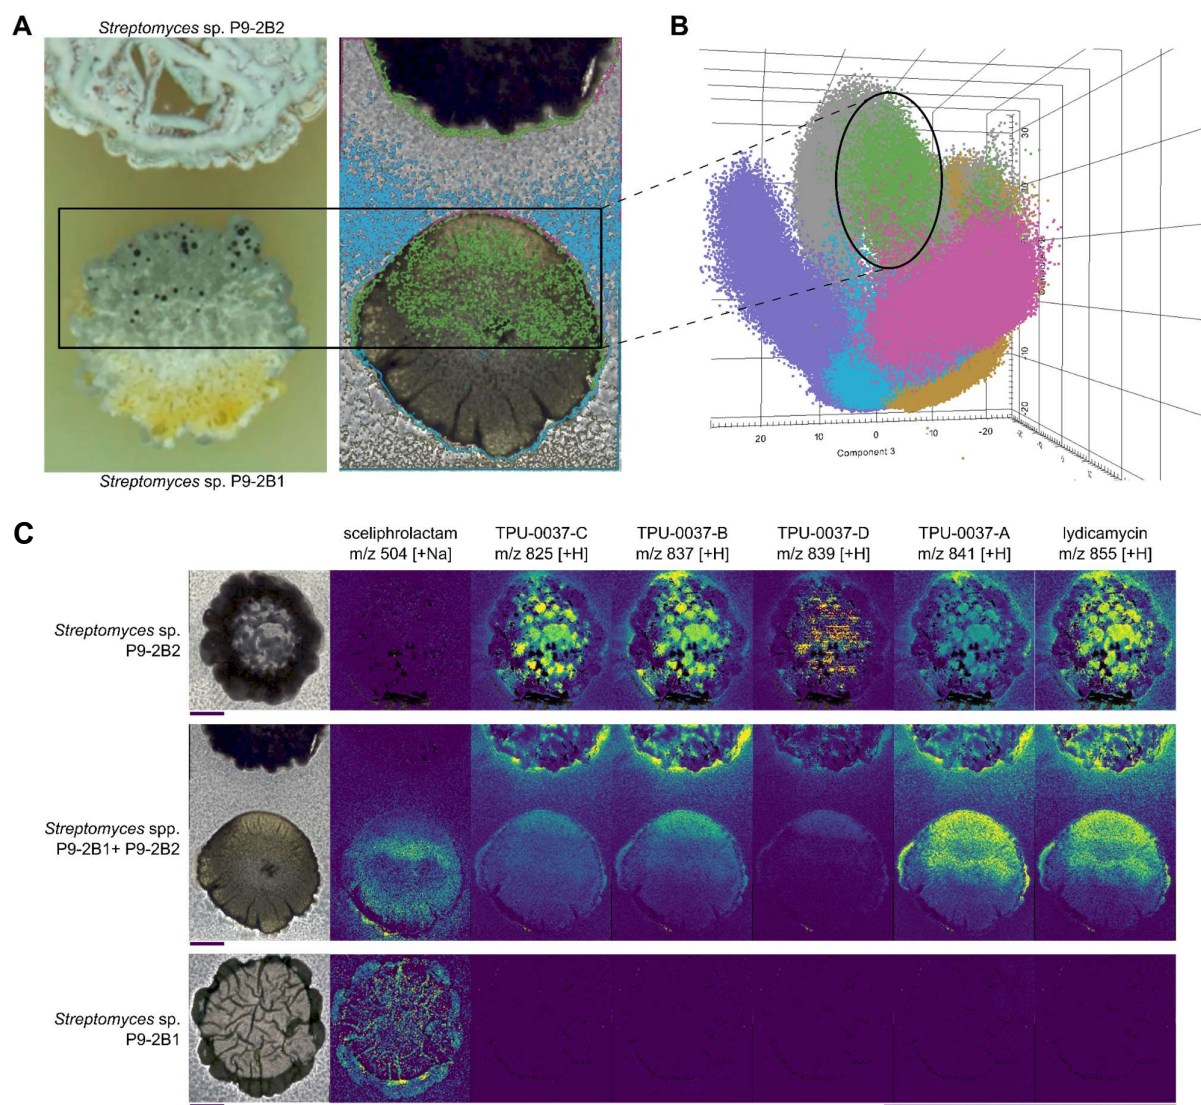 A
Streptomyces sp. P9-2B2
Streptomyces sp. P9-2B1
B
30
-10
-20
20
10
0
-10
-20
Component 3
C
sceliphrolactam
m/z 504 [+Na]
TPU-0037-C
m/z 825 [+H]
TPU-0037-B
m/z 837 [+H]
TPU-0037-D
m/z 839 [+H]
TPU-0037-A
m/z 841 [+H]
lydicamycin
m/z 855 [+H]
Streptomyces sp.
P9-2B2
Streptomyces spp.
P9-2B1+ P9-2B2
Streptomyces sp.
P9-2B1